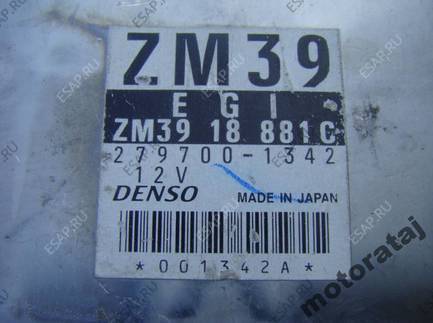 ZM39
EGI
ZM39 18 881C
279700-1342
12V
DENSO MADE IN JAPAN
*001342A*
motorataj
ESAP.RU